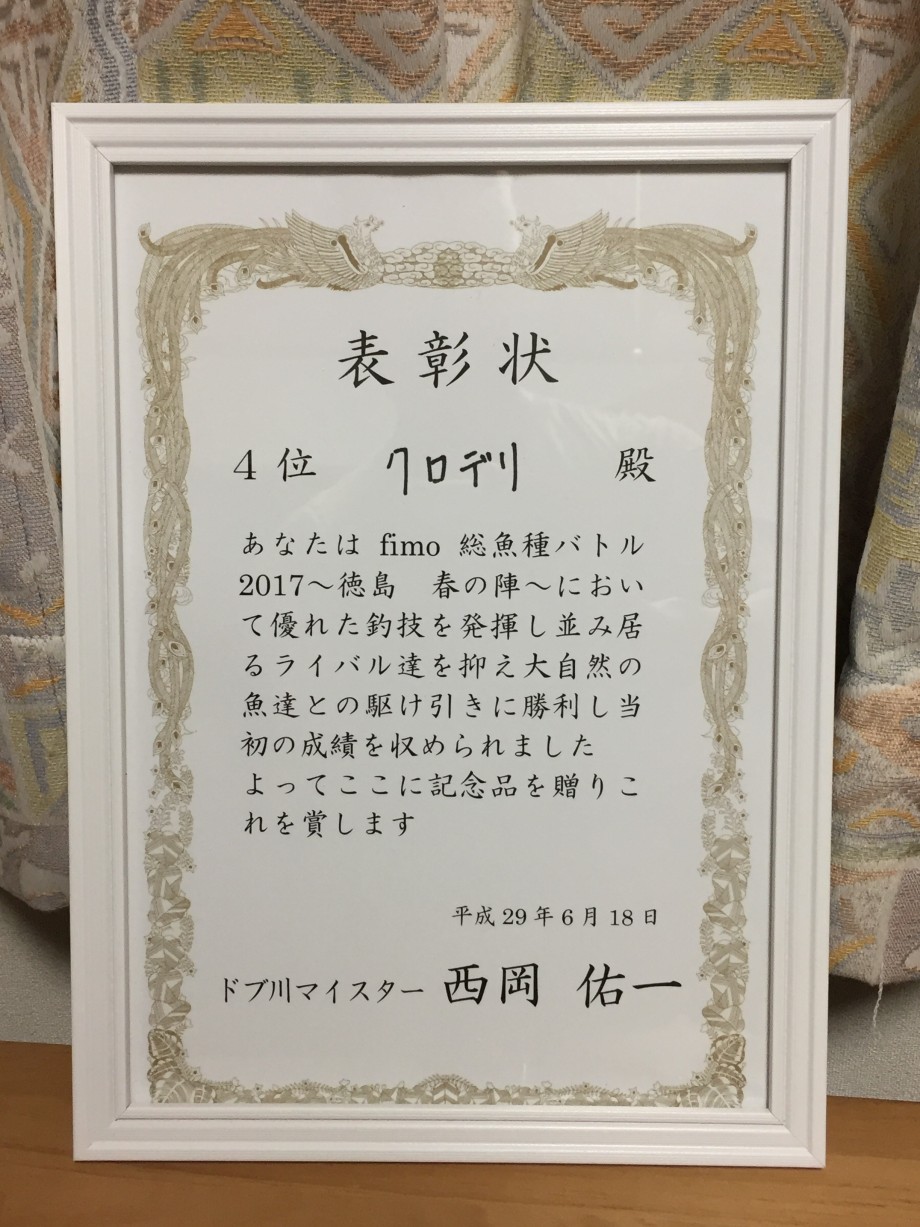 表彰状
4位 クロデリ 殿
あなたは fimo 総魚種バトル
2017～徳島 春の陣～におい
て優れた釣技を発揮し並み居
るライバル達を抑え大自然の
魚達との駆け引きに勝利し当
初の成績を収められました
よってここに記念品を贈りこ
れを賞します
平成29年6月18日
ドブ川マイスター 西岡 佑一